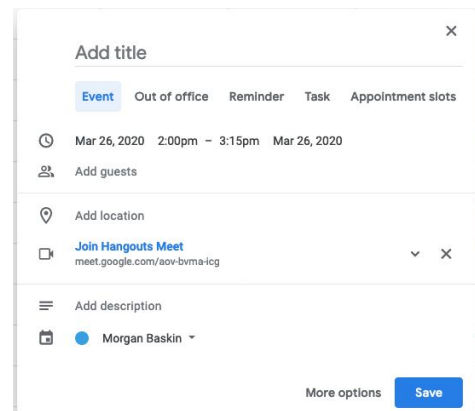 Add title
Event Out of office Reminder Task Appointment slots
Mar 26, 2020 2:00pm – 3:15pm Mar 26, 2020
Add guests
Add location
Join Hangouts Meet
meet.google.com/aov-bvma-icg
Add description
Morgan Baskin
More options Save